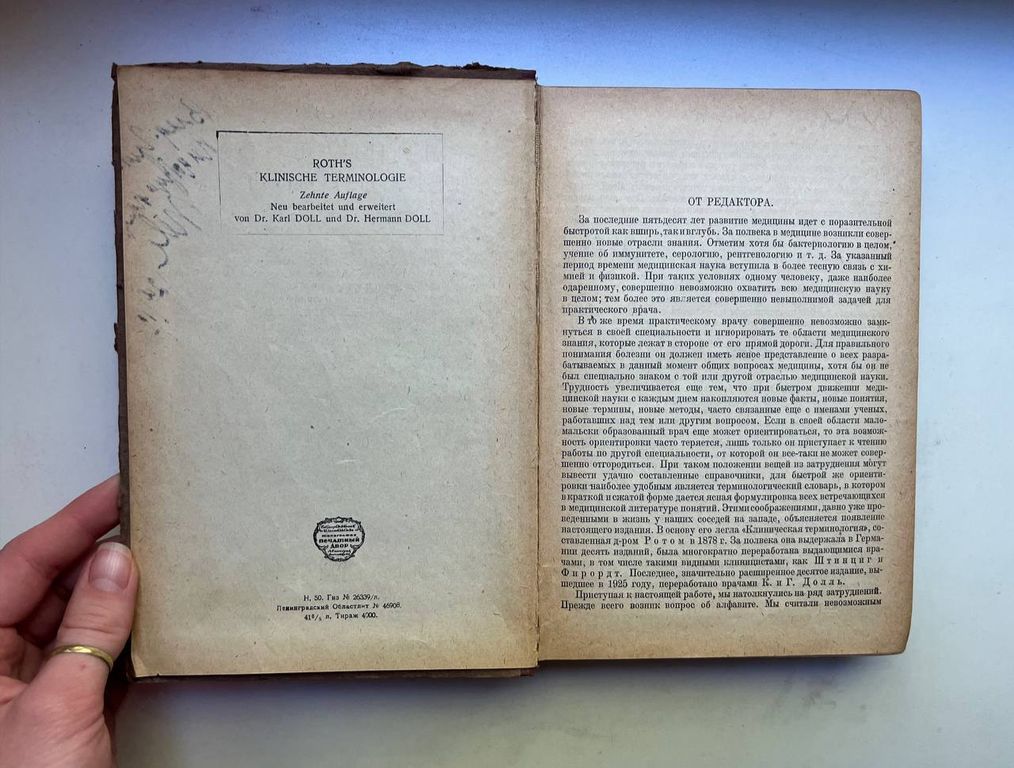 ROTH'S
KLINISCHE TERMINOLOGIE
Zehnte Auflage
Neu bearbeitet und erweitert
von Dr. Karl DOLL und Dr. Hermann DOLL
ПЕЧАТНЫЙ
ДВОР
Н. 50. Гиз № 26339/л.
Ленинградский Областлит № 46908.
41²/₈ л. Тираж 4000.
ОТ РЕДАКТОРА.
За последние пятьдесят лет развитие медицины идет с поразительной
быстротой как вширь, так и вглубь. За полвека в медицине возникли совер-
шенно новые отрасли знания. Отметим хотя бы бактериологию в целом,
учение об иммунитете, серологию, рентгенологию и т. д. За указанный
период времени медицинская наука вступила в более тесную связь с хи-
мией и физикой. При таких условиях одному человеку, даже наиболее
одаренному, совершенно невозможно охватить всю медицинскую науку
в целом; тем более это является совершенно невыполнимой задачей для
практического врача.
В то же время практическому врачу совершенно невозможно замк-
нуться в своей специальности и игнорировать те области медицинского
знания, которые лежат в стороне от его прямой дороги. Для правильного
понимания болезни он должен иметь ясное представление о всех разра-
батываемых в данный момент общих вопросах медицины, хотя бы он не
был специально знаком с той или другой отраслью медицинской науки.
Трудность увеличивается еще тем, что при быстром движении меди-
цинской науки с каждым днем накопляются новые факты, новые понятия,
новые термины, новые методы, часто связанные еще с именами ученых,
работавших над тем или другим вопросом. Если в своей области мало-
мальски образованный врач еще может ориентироваться, то эта возмож-
ность ориентировки часто теряется, лишь только он приступает к чтению
работы по другой специальности, от которой он все-таки не может совер-
шенно отгородиться. При таком положении вещей из затруднения могут
вывести удачно составленные справочники, для быстрой же ориенти-
ровки наиболее удобным является терминологический словарь, в котором
в краткой и сжатой форме дается ясная формулировка всех встречающихся
в медицинской литературе понятий. Этими соображениями, давно уже про-
веденными в жизнь у наших соседей на западе, объясняется появление
настоящего издания. В основу его легла «Клиническая терминология», со-
ставленная д-ром Ротом в 1878 г. За полвека она выдержала в Герма-
нии десять изданий, была многократно переработана выдающимися вра-
чами, в том числе такими видными клиницистами, как Штинциг и
Фирордт. Последнее, значительно расширенное десятое издание, вы-
шедшее в 1925 году, переработано врачами К. и Г. Долль.
Приступая к настоящей работе, мы натолкнулись на ряд затруднений.
Прежде всего возник вопрос об алфавите. Мы считали невозможным